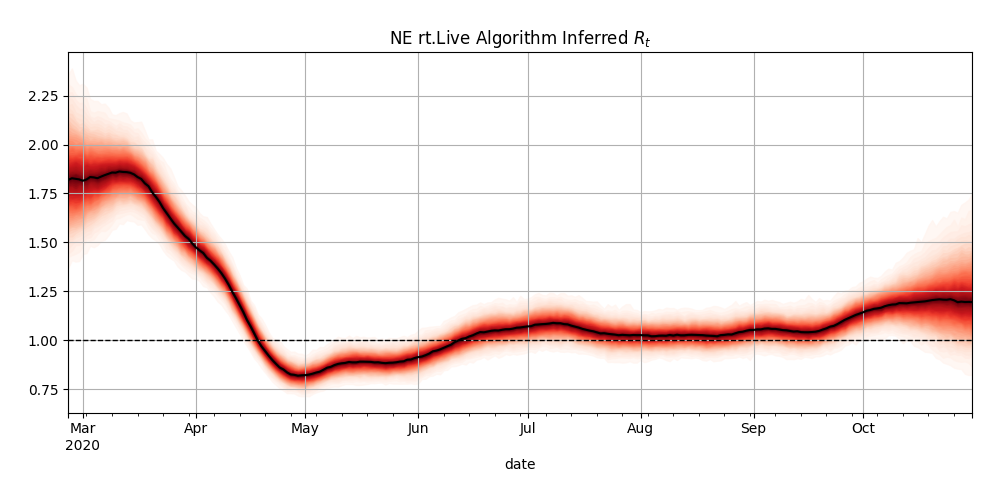 NE rt.Live Algorithm Inferred $R_t$
2.25
2.00
1.75
1.50
1.25
1.00
0.75
Mar Apr May Jun Jul Aug Sep Oct
2020
date